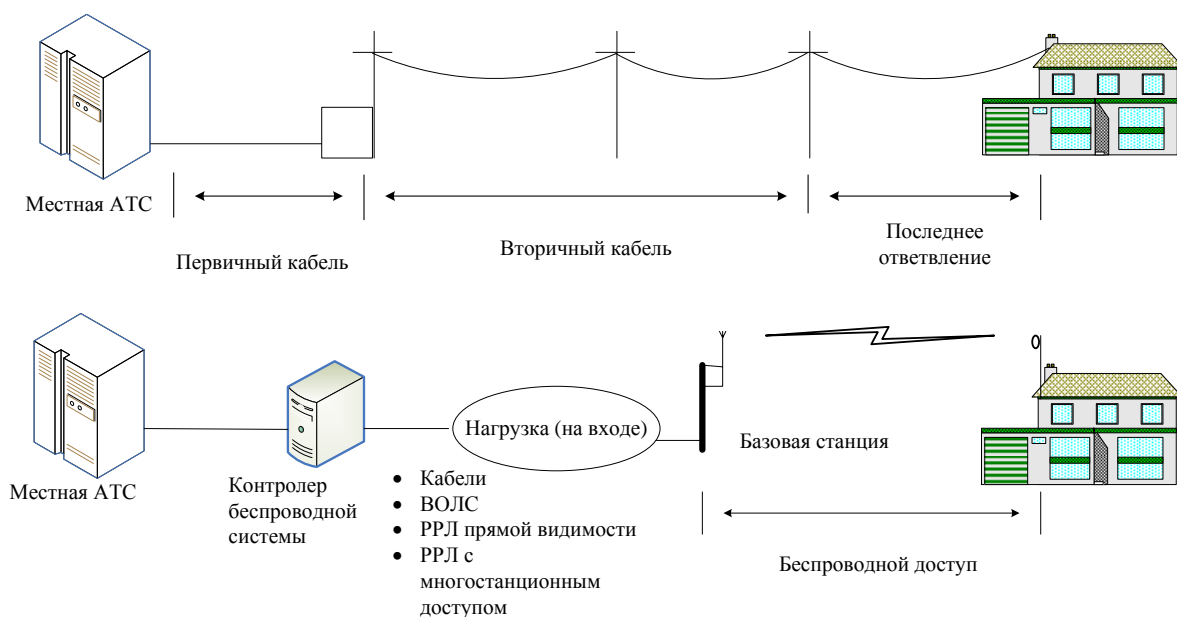 Местная АТС
Первичный кабель
Вторичный кабель
Последнее
ответвление
Местная АТС
Контролер
беспроводной
системы
Нагрузка (на входе)
• Кабели
• ВОЛС
• РРЛ прямой видимости
• РРЛ с
многостанционным
доступом
Базовая станция
Беспроводной доступ